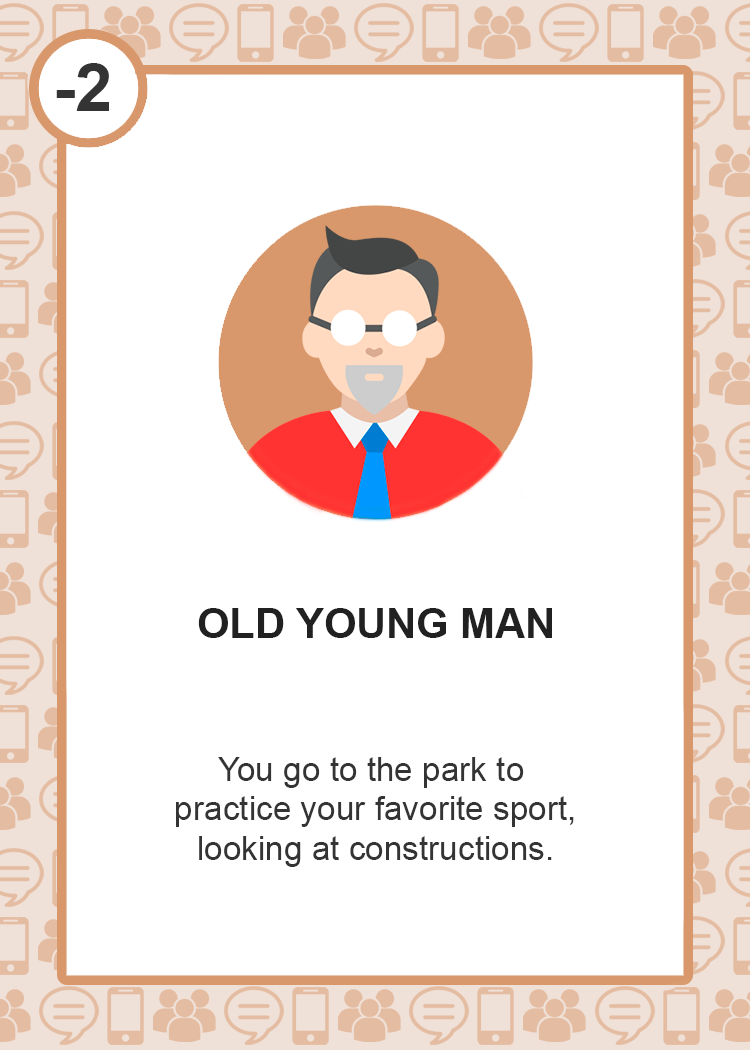 -2
OLD YOUNG MAN
You go to the park to
practice your favorite sport,
looking at constructions.